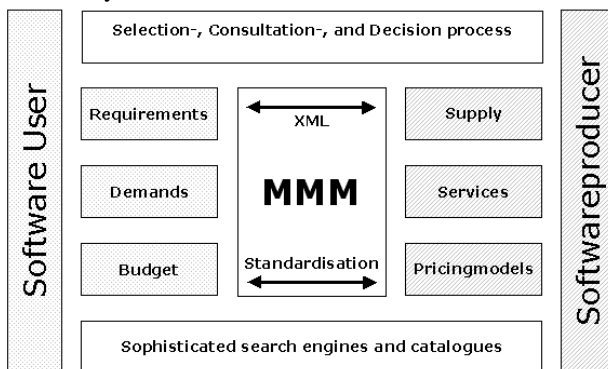 Selection-, Consultation-, and Decision process
Software User
Requirements
Demands
Budget
XML
MMM
Standardisation
Supply
Services
Pricingmodels
Softwareproducer
Sophisticated search engines and catalogues